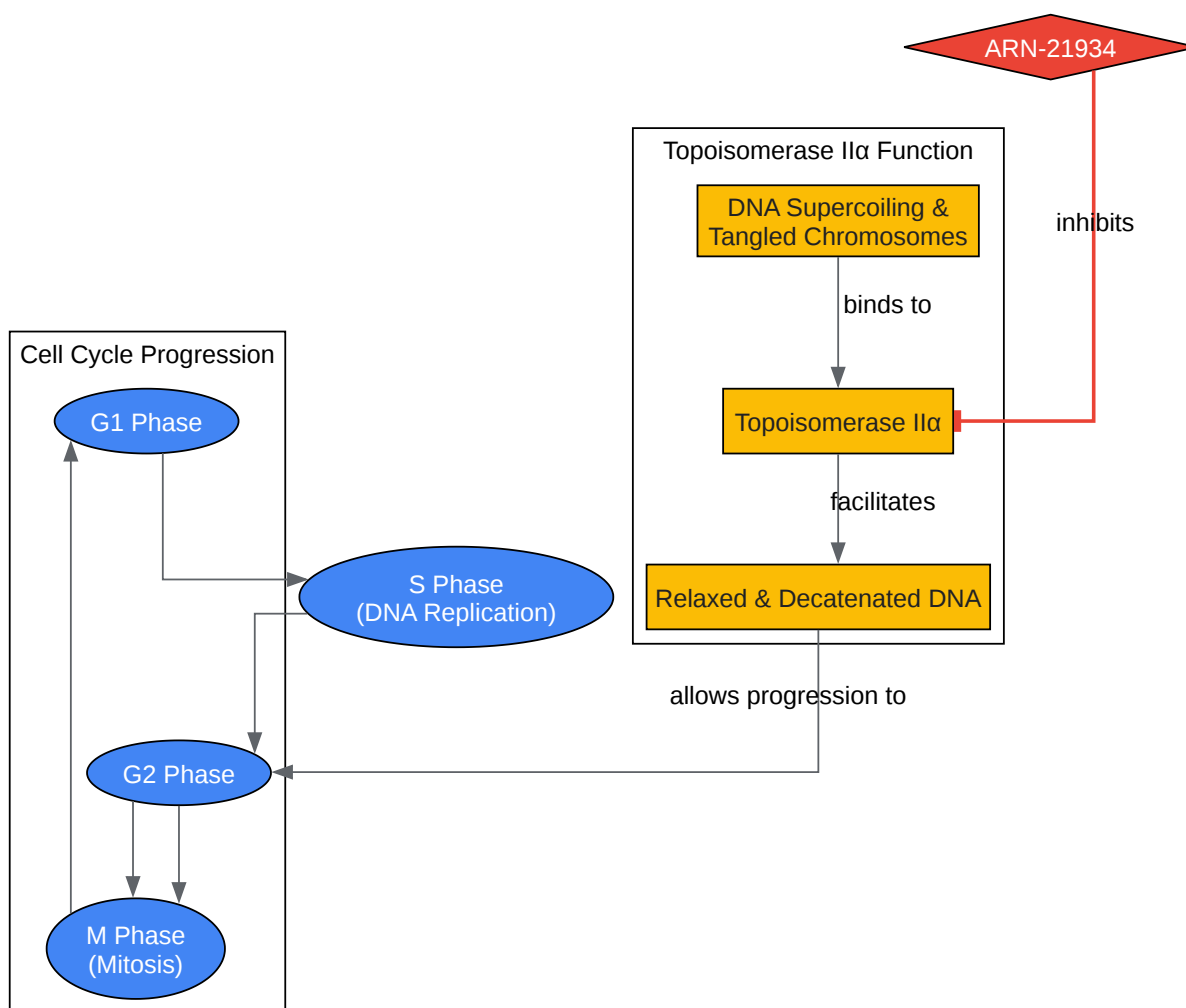 ARN-21934
Topoisomerase IIα Function
DNA Supercoiling &
Tangled Chromosomes
inhibits
binds to
Cell Cycle Progression
G1 Phase
Topoisomerase IIα
facilitates
S Phase
(DNA Replication)
Relaxed & Decatenated DNA
allows progression to
G2 Phase
M Phase
(Mitosis)